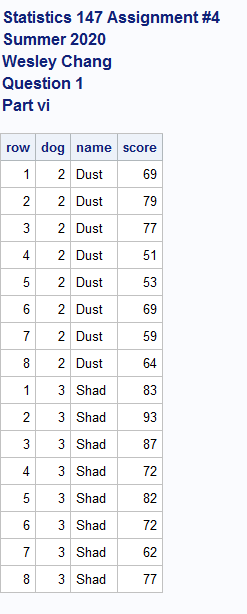 Statistics 147 Assignment #4
Summer 2020
Wesley Chang
Question 1
Part vi
row dog name score
1 2 Dust 69
2 2 Dust 79
3 2 Dust 77
4 2 Dust 51
5 2 Dust 53
6 2 Dust 69
7 2 Dust 59
8 2 Dust 64
1 3 Shad 83
2 3 Shad 93
3 3 Shad 87
4 3 Shad 72
5 3 Shad 82
6 3 Shad 72
7 3 Shad 62
8 3 Shad 77